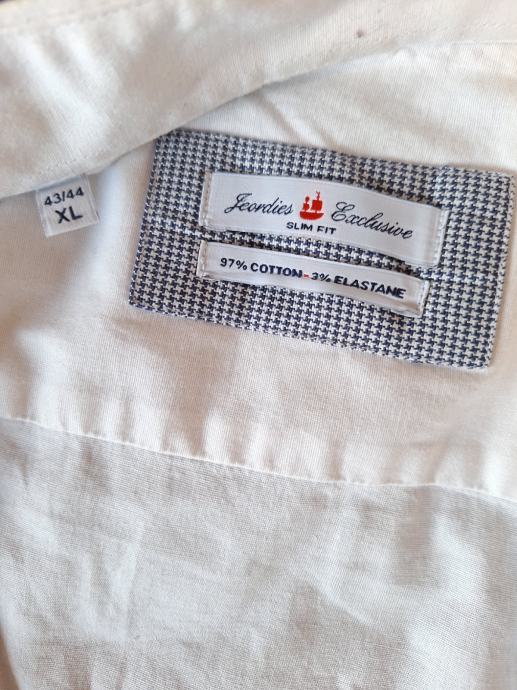 43/44
XL
Jeordies Exclusive
SLIM FIT
97% COTTON-3% ELASTANE